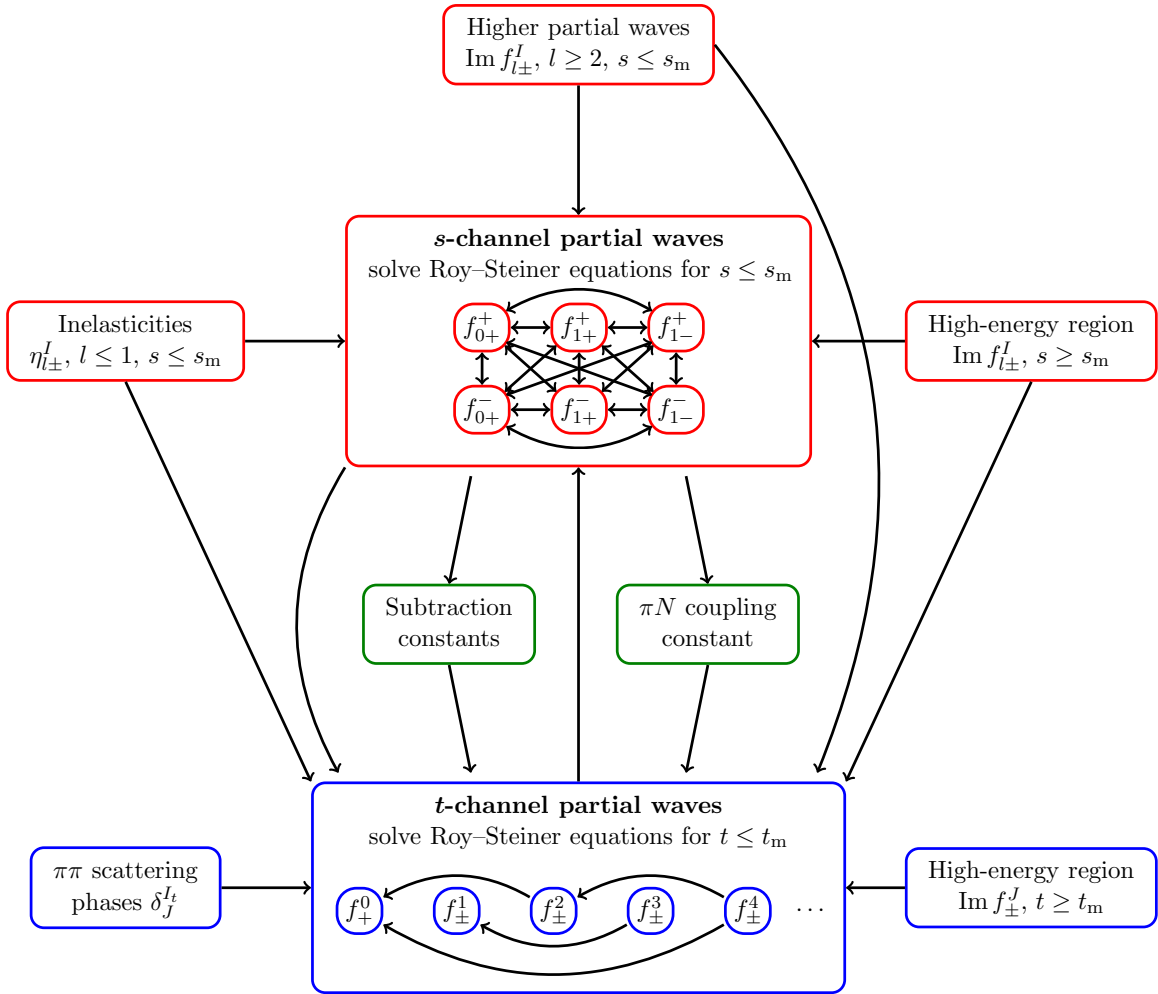 Higher partial waves
Im f^I_{l±}, l ≥ 2, s ≤ s_m
s-channel partial waves
solve Roy–Steiner equations for s ≤ s_m
f^+_{0+} f^+_{1+} f^+_{1−}
f^−_{0+} f^−_{1+} f^−_{1−}
Inelasticities
η^I_{l±}, l ≤ 1, s ≤ s_m
High-energy region
Im f^I_{l±}, s ≥ s_m
Subtraction
constants
πN coupling
constant
t-channel partial waves
solve Roy–Steiner equations for t ≤ t_m
f^0_+ f^1_± f^2_± f^3_± f^4_± ⋯
ππ scattering
phases δ^{I_t}_J
High-energy region
Im f^J_±, t ≥ t_m